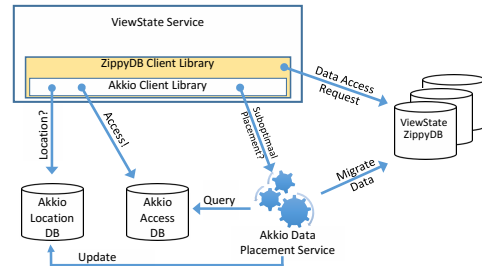 ViewState Service
ZippyDB Client Library
Akkio Client Library
Data Access
Request
Location?
Access!
Suboptimaal
Placement?
ViewState
ZippyDB
Migrate
Data
Query
Akkio
Location
DB
Akkio
Access
DB
Akkio Data
Placement Service
Update